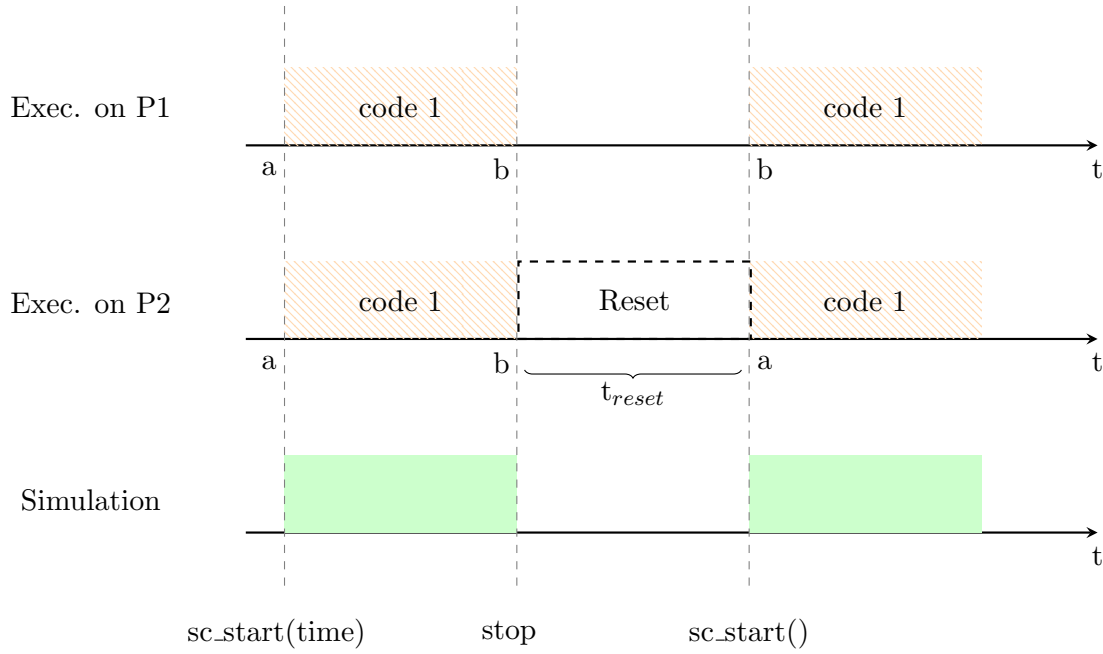 Exec. on P1
code 1
code 1
a
b
b
t
Exec. on P2
code 1
Reset
code 1
a
b
a
t
t_reset
Simulation
t
sc_start(time)
stop
sc_start()